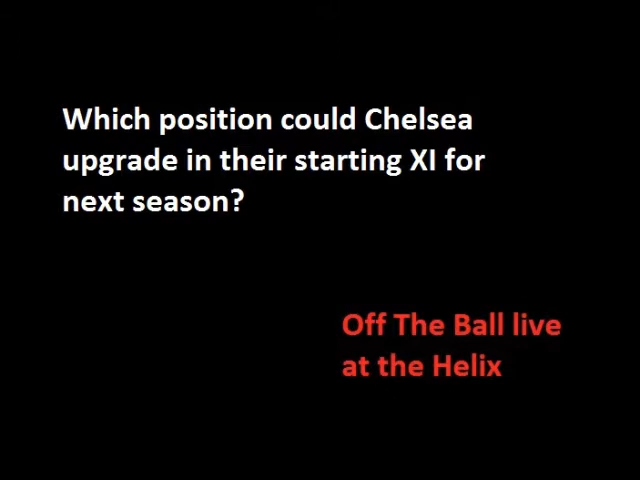 Which position could Chelsea
upgrade in their starting XI for
next season?
Off The Ball live
at the Helix